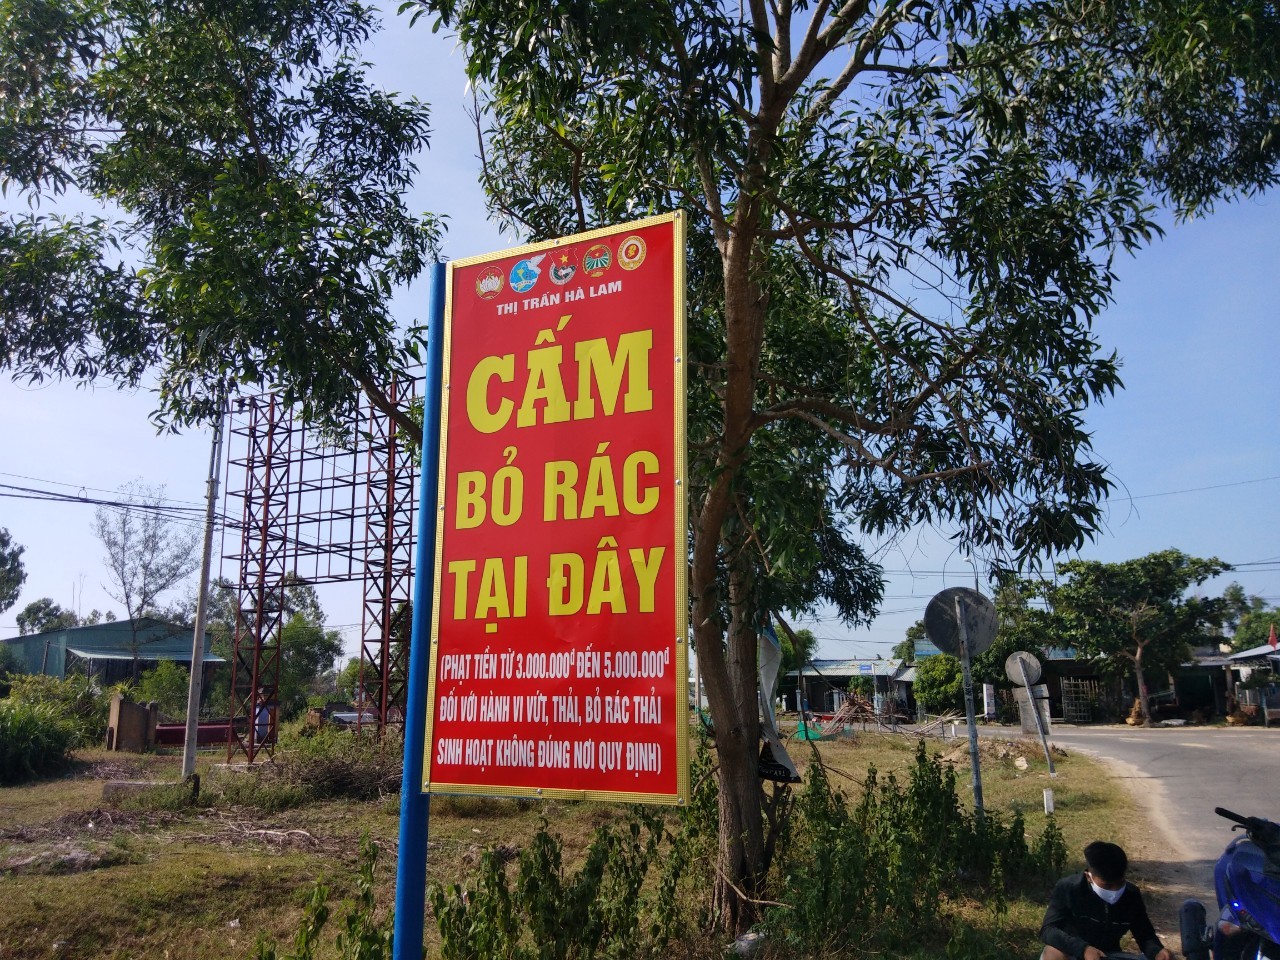 THỊ TRẤN HÀ LAM
CẤM
BỎ RÁC
TẠI ĐÂY
(PHẠT TIỀN TỪ 3.000.000đ ĐẾN 5.000.000đ
ĐỐI VỚI HÀNH VI VỨT, THẢI, BỎ RÁC THẢI
SINH HOẠT KHÔNG ĐÚNG NƠI QUY ĐỊNH)